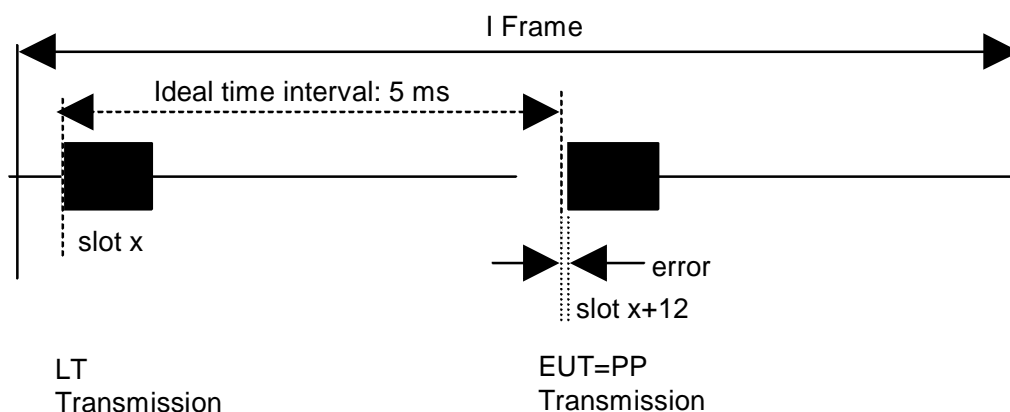 I Frame
Ideal time interval: 5 ms
slot x
error
slot x+12
LT
Transmission
EUT=PP
Transmission